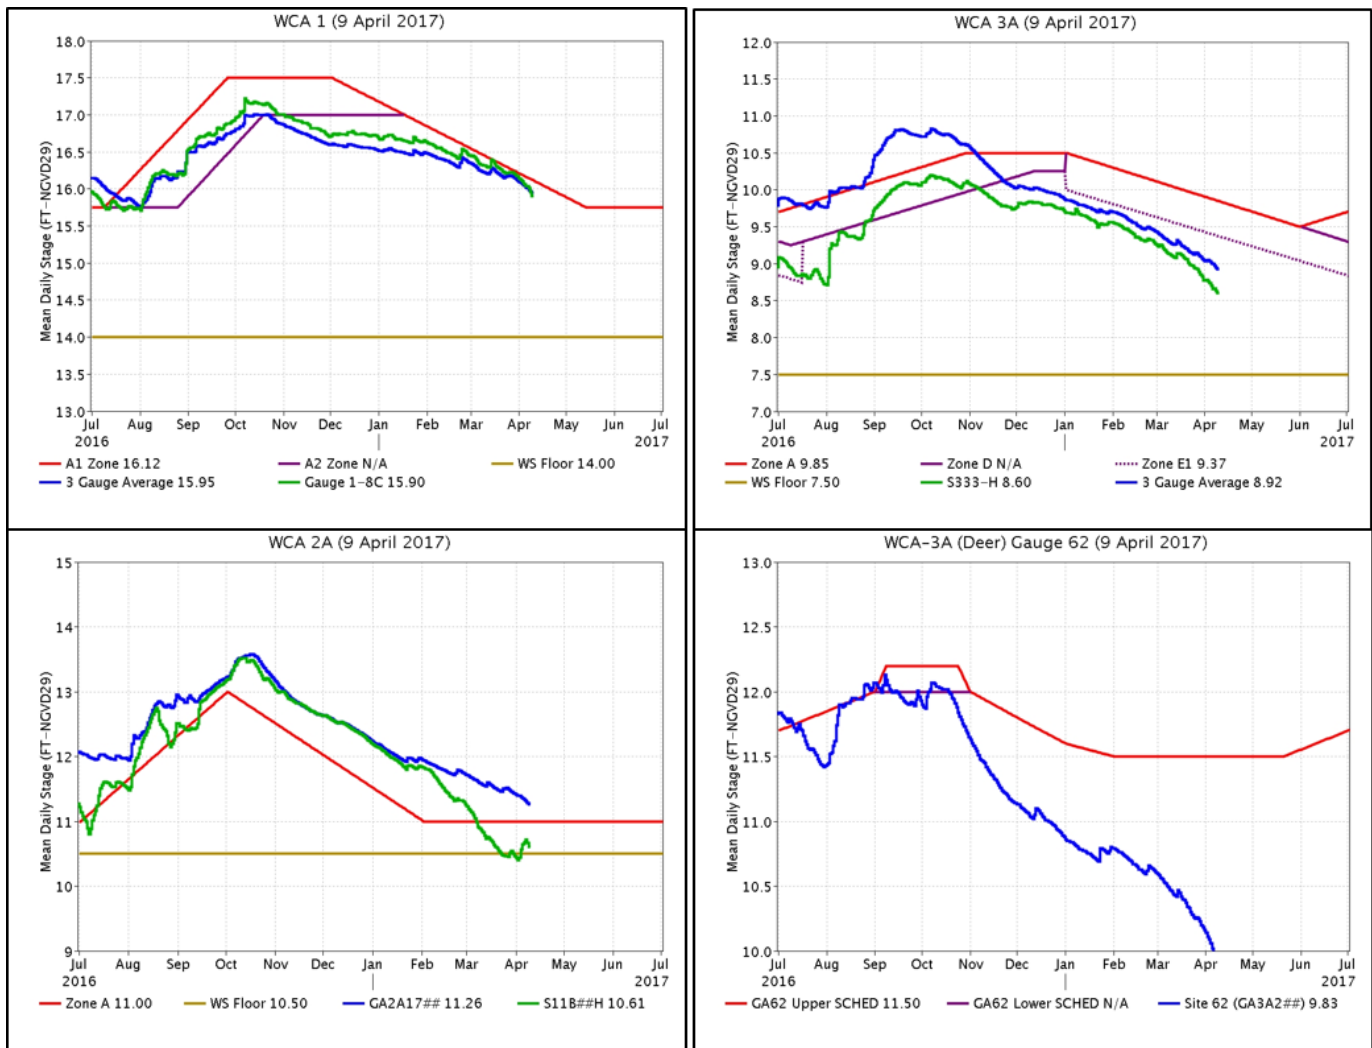 WCA 1 (9 April 2017)
Mean Daily Stage (FT-NGVD29)
18.0
17.5
17.0
16.5
16.0
15.5
15.0
14.5
14.0
13.5
13.0
Jul Aug Sep Oct Nov Dec Jan Feb Mar Apr May Jun Jul
2016 2017
A1 Zone 16.12 A2 Zone N/A WS Floor 14.00
3 Gauge Average 15.95 Gauge 1-8C 15.90
WCA 3A (9 April 2017)
Mean Daily Stage (FT-NGVD29)
12.0
11.5
11.0
10.5
10.0
9.5
9.0
8.5
8.0
7.5
7.0
Jul Aug Sep Oct Nov Dec Jan Feb Mar Apr May Jun Jul
2016 2017
Zone A 9.85 Zone D N/A Zone E1 9.37
WS Floor 7.50 S333-H 8.60 3 Gauge Average 8.92
WCA 2A (9 April 2017)
Mean Daily Stage (FT-NGVD29)
15
14
13
12
11
10
9
Jul Aug Sep Oct Nov Dec Jan Feb Mar Apr May Jun Jul
2016 2017
Zone A 11.00 WS Floor 10.50 GA2A17## 11.26 S11B##H 10.61
WCA-3A (Deer) Gauge 62 (9 April 2017)
Mean Daily Stage (FT-NGVD29)
13.0
12.5
12.0
11.5
11.0
10.5
10.0
Jul Aug Sep Oct Nov Dec Jan Feb Mar Apr May Jun Jul
2016 2017
GA62 Upper SCHED 11.50 GA62 Lower SCHED N/A Site 62 (GA3A2##) 9.83